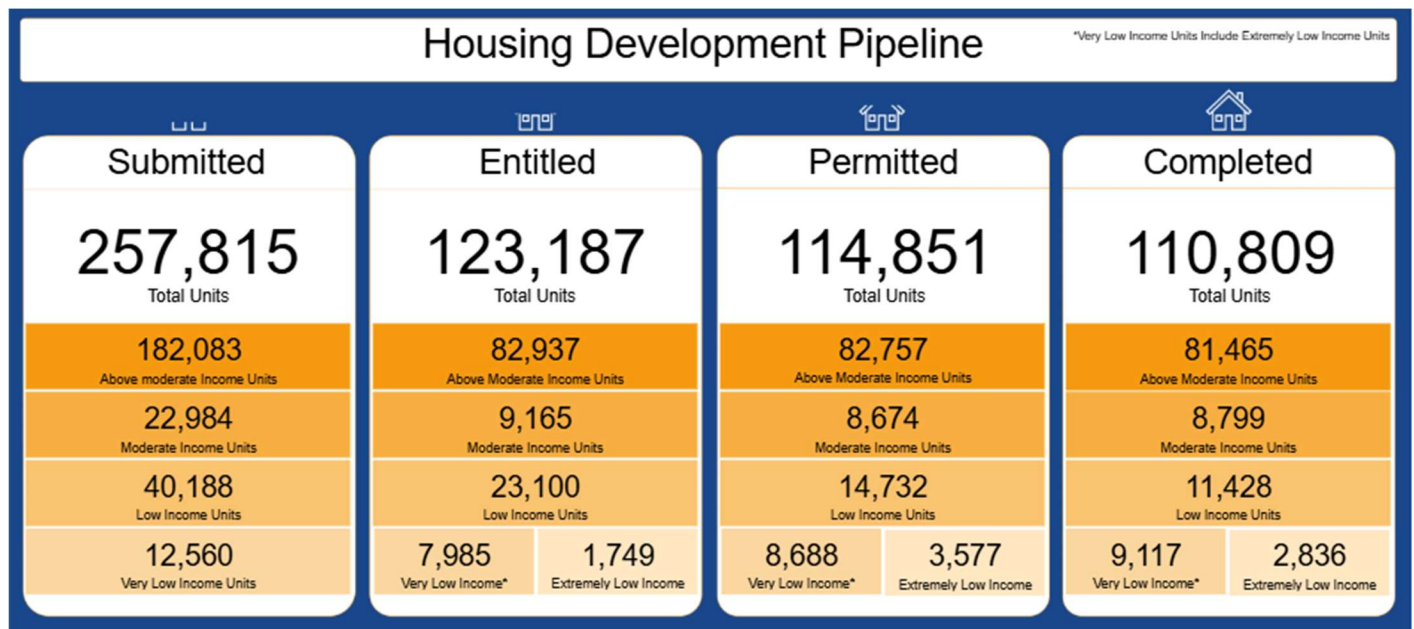 Housing Development Pipeline
*Very Low Income Units Include Extremely Low Income Units
Submitted
257,815
Total Units
182,083
Above moderate Income Units
22,984
Moderate Income Units
40,188
Low Income Units
12,560
Very Low Income Units
Entitled
123,187
Total Units
82,937
Above Moderate Income Units
9,165
Moderate Income Units
23,100
Low Income Units
7,985
Very Low Income*
1,749
Extremely Low Income
Permitted
114,851
Total Units
82,757
Above Moderate Income Units
8,674
Moderate Income Units
14,732
Low Income Units
8,688
Very Low Income*
3,577
Extremely Low Income
Completed
110,809
Total Units
81,465
Above Moderate Income Units
8,799
Moderate Income Units
11,428
Low Income Units
9,117
Very Low Income*
2,836
Extremely Low Income